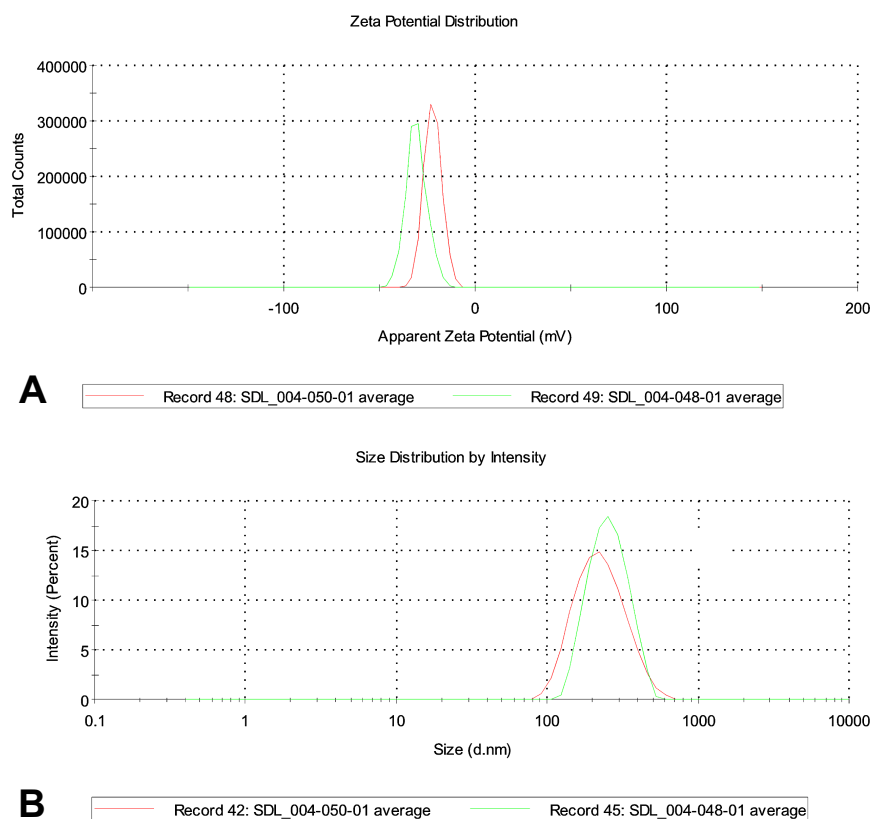 Zeta Potential Distribution
400000
300000
200000
100000
0
Total Counts
-100 0 100 200
Apparent Zeta Potential (mV)
A
Record 48: SDL_004-050-01 average Record 49: SDL_004-048-01 average
Size Distribution by Intensity
20
15
10
5
0
Intensity (Percent)
0.1 1 10 100 1000 10000
Size (d.nm)
B
Record 42: SDL_004-050-01 average Record 45: SDL_004-048-01 average